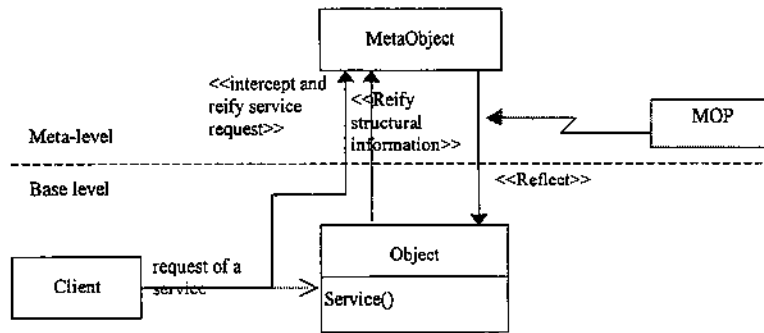 MetaObject
<<intercept and
reify service
request>>
<<Reify
structural
information>>
MOP
Meta-level
Base level
<<Reflect>>
Object
Service()
Client
request of a
service